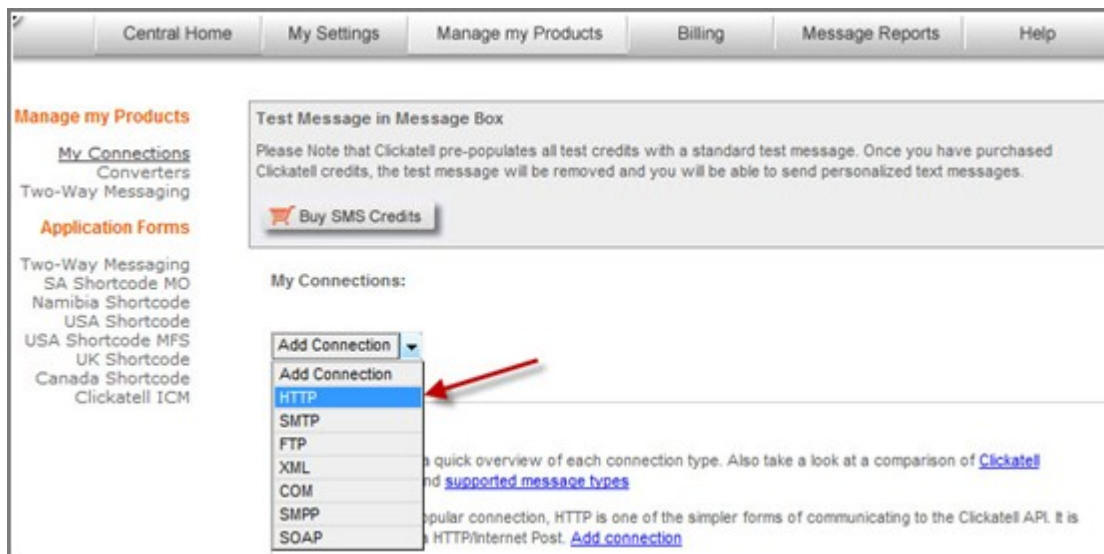 Central Home My Settings Manage my Products Billing Message Reports Help
Manage my Products
My Connections
Converters
Two-Way Messaging
Application Forms
Two-Way Messaging
SA Shortcode MO
Namibia Shortcode
USA Shortcode
USA Shortcode MFS
UK Shortcode
Canada Shortcode
Clickatell ICM
Test Message in Message Box
Please Note that Clickatell pre-populates all test credits with a standard test message. Once you have purchased
Clickatell credits, the test message will be removed and you will be able to send personalized text messages.
Buy SMS Credits
My Connections:
Add Connection
Add Connection
HTTP
SMTP
FTP
XML
COM
SMPP
SOAP
a quick overview of each connection type. Also take a look at a comparison of Clickatell
nd supported message types
opular connection, HTTP is one of the simpler forms of communicating to the Clickatell API. It is
a HTTP/Internet Post. Add connection